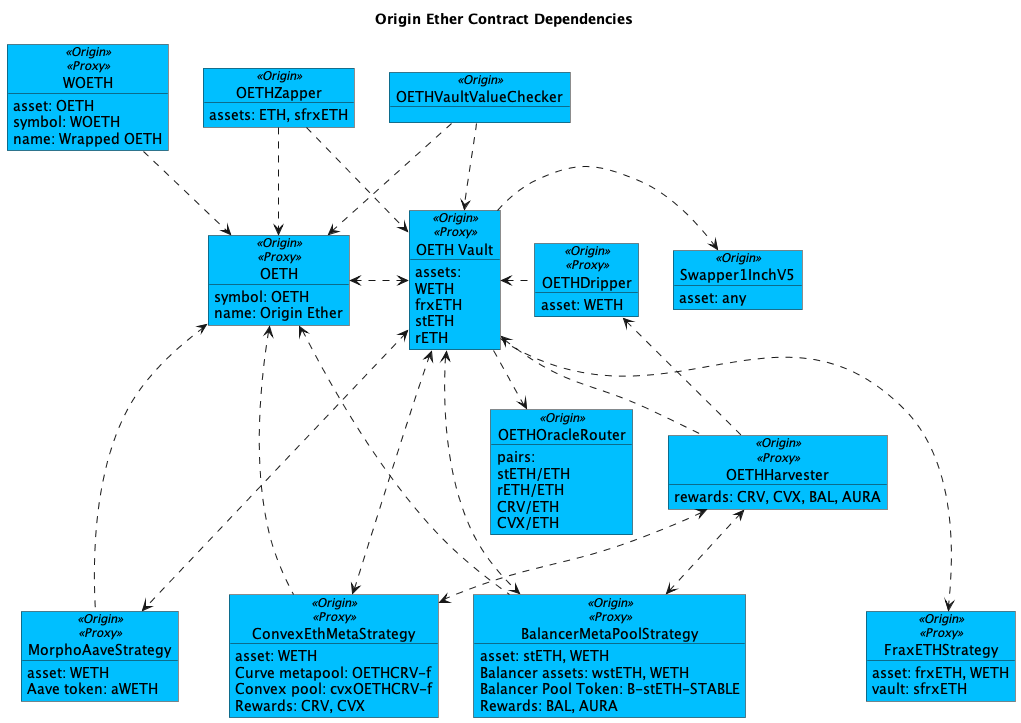 Origin Ether Contract Dependencies
«Origin»
«Proxy»
WOETH
asset: OETH
symbol: WOETH
name: Wrapped OETH
«Origin»
OETHZapper
assets: ETH, sfrxETH
«Origin»
OETHVaultValueChecker
«Origin»
«Proxy»
OETH
symbol: OETH
name: Origin Ether
«Origin»
«Proxy»
OETH Vault
assets:
WETH
frxETH
stETH
rETH
«Origin»
«Proxy»
OETHDripper
asset: WETH
«Origin»
Swapper1InchV5
asset: any
«Origin»
OETHOracleRouter
pairs:
stETH/ETH
rETH/ETH
CRV/ETH
CVX/ETH
«Origin»
«Proxy»
OETHHarvester
rewards: CRV, CVX, BAL, AURA
«Origin»
«Proxy»
MorphoAaveStrategy
asset: WETH
Aave token: aWETH
«Origin»
«Proxy»
ConvexEthMetaStrategy
asset: WETH
Curve metapool: OETHCRV-f
Convex pool: cvxOETHCRV-f
Rewards: CRV, CVX
«Origin»
«Proxy»
BalancerMetaPoolStrategy
asset: stETH, WETH
Balancer assets: wstETH, WETH
Balancer Pool Token: B-stETH-STABLE
Rewards: BAL, AURA
«Origin»
«Proxy»
FraxETHStrategy
asset: frxETH, WETH
vault: sfrxETH